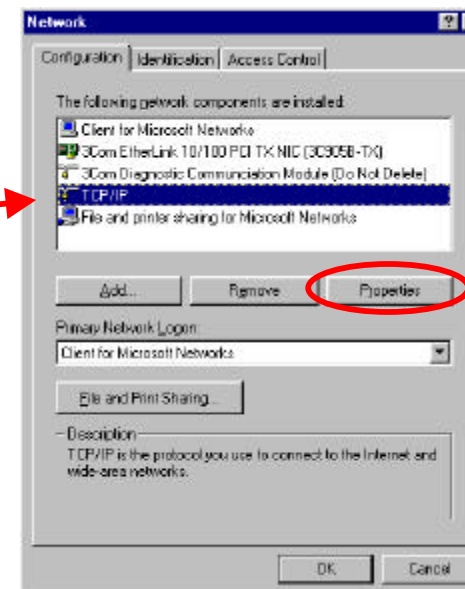 Network
Configuration Identification Access Control
The following network components are installed:
Client for Microsoft Networks
3Com EtherLink 10/100 PCI TX NIC (3C905B-TX)
3Com Diagnostic Communciation Module (Do Not Delete)
TCP/IP
File and printer sharing for Microsoft Networks
Add... Remove Properties
Primary Network Logon:
Client for Microsoft Networks
File and Print Sharing...
Description
TCP/IP is the protocol you use to connect to the Internet and
wide-area networks.
OK Cancel